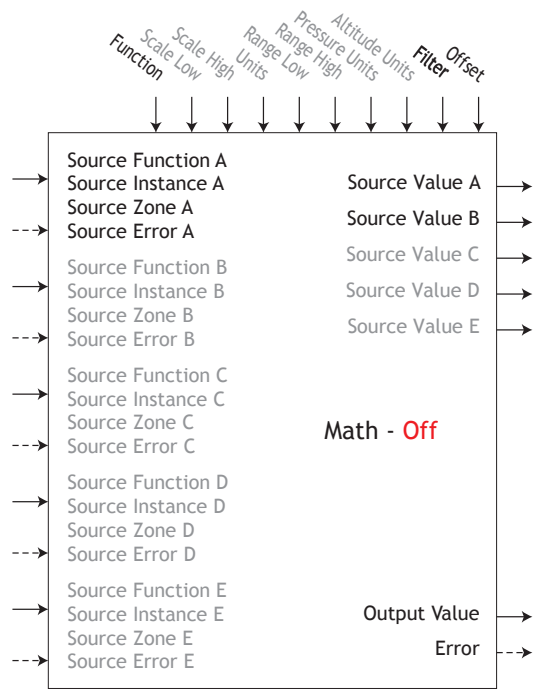 Function
Scale Low
Scale High
Units
Range Low
Range High
Pressure Units
Altitude Units
Filter
Offset
Source Function A
Source Instance A
Source Zone A
Source Error A
Source Function B
Source Instance B
Source Zone B
Source Error B
Source Function C
Source Instance C
Source Zone C
Source Error C
Source Function D
Source Instance D
Source Zone D
Source Error D
Source Function E
Source Instance E
Source Zone E
Source Error E
Source Value A
Source Value B
Source Value C
Source Value D
Source Value E
Math - Off
Output Value
Error